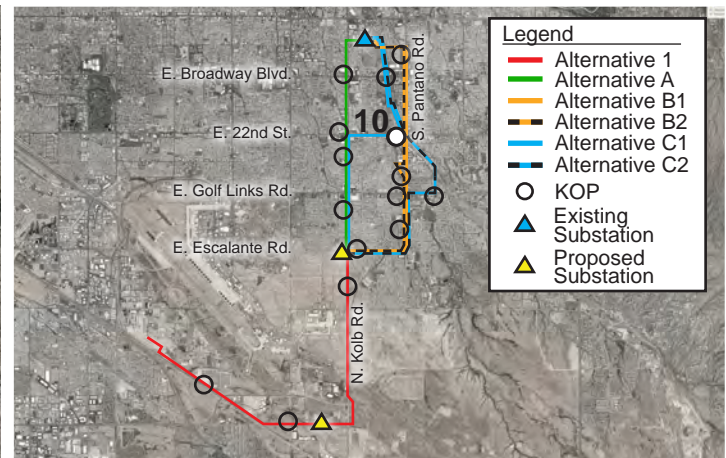 E. Broadway Blvd.
E. 22nd St.
E. Golf Links Rd.
E. Escalante Rd.
10
S. Pantano Rd.
N. Kolb Rd.
Legend
Alternative 1
Alternative A
Alternative B1
Alternative B2
Alternative C1
Alternative C2
KOP
Existing
Substation
Proposed
Substation